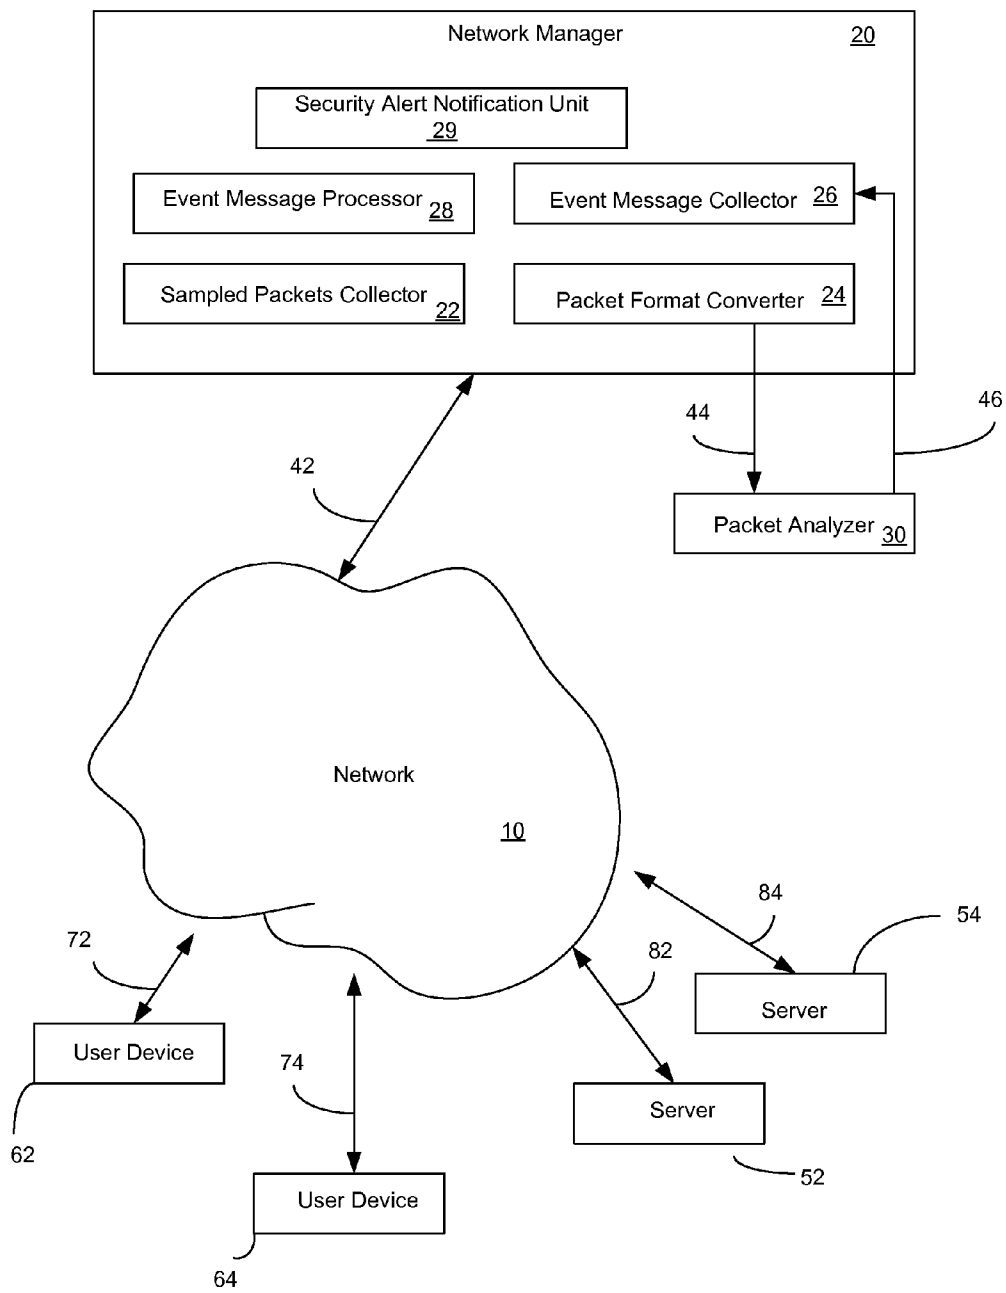 Network Manager 20
Security Alert Notification Unit
29
Event Message Processor 28
Event Message Collector 26
Sampled Packets Collector 22
Packet Format Converter 24
44
46
42
Packet Analyzer 30
Network
10
84
54
72
82
Server
User Device
74
Server
62
52
User Device
64